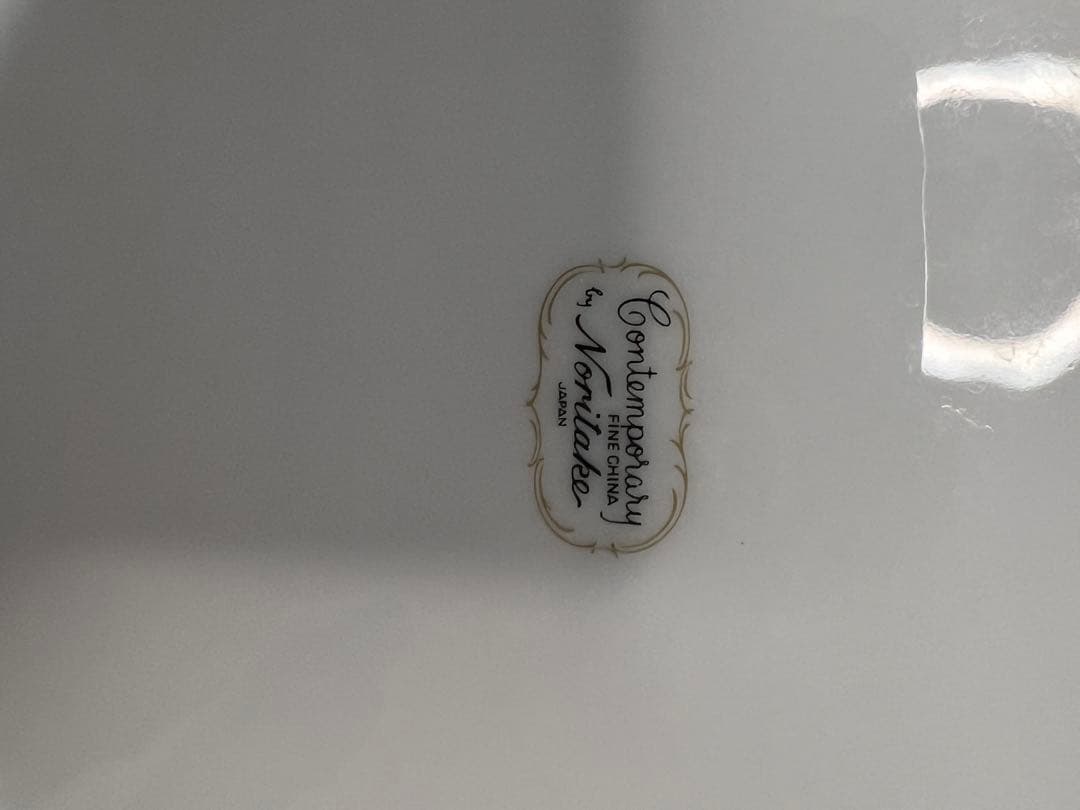 Contemporary
FINE CHINA
by Noritake
JAPAN